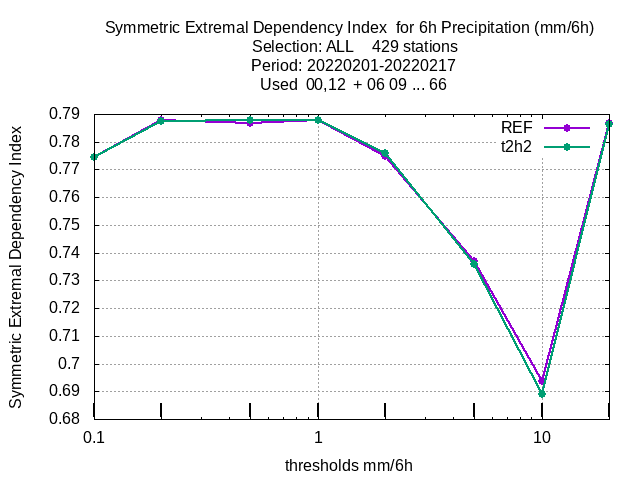 Symmetric Extremal Dependency Index  for 6h Precipitation (mm/6h)
Selection: ALL    429 stations
Period: 20220201-20220217
Used  00,12  + 06 09 ... 66
REF
t2h2
Symmetric Extremal Dependency Index
0.79
0.78
0.77
0.76
0.75
0.74
0.73
0.72
0.71
0.7
0.69
0.68
0.1
1
10
thresholds mm/6h